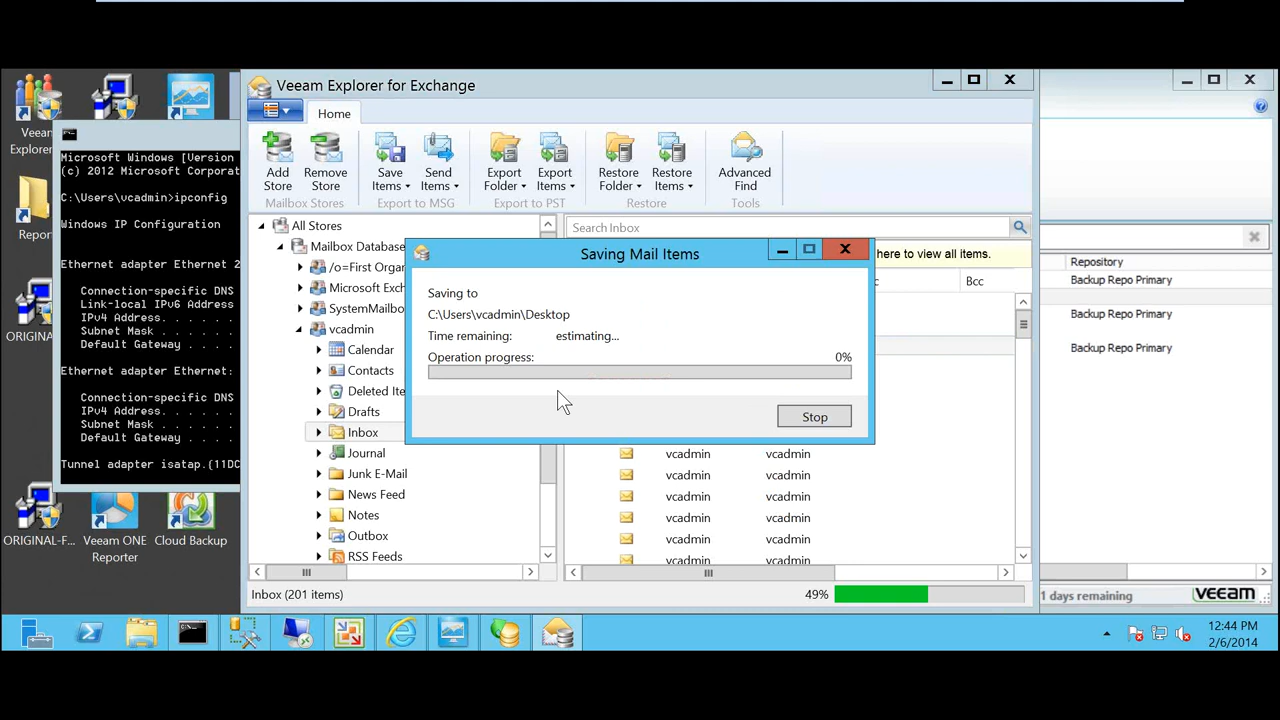 Veeam Explorer for Exchange
Home
Add Store
Remove Store
Save Items
Send Items
Export Folder
Export Items
Restore Folder
Restore Items
Advanced Find
Mailbox Stores
Export to MSG
Export to PST
Restore
Tools
All Stores
Mailbox Database
/o=First Organ
Microsoft Exch
SystemMailbo
vcadmin
Calendar
Contacts
Deleted Ite
Drafts
Inbox
Journal
Junk E-Mail
News Feed
Notes
Outbox
RSS Feeds
Search Inbox
here to view all items.
c
Bcc
Saving Mail Items
Saving to
C:\Users\vcadmin\Desktop
Time remaining: estimating...
Operation progress: 0%
Stop
vcadmin vcadmin
vcadmin vcadmin
vcadmin vcadmin
vcadmin vcadmin
vcadmin vcadmin
vcadmin vcadmin
Inbox (201 items)
49%
Repository
Backup Repo Primary
Backup Repo Primary
Backup Repo Primary
1 days remaining
veeam
Veeam
Explorer
Report
ORIGINAL
ORIGINAL-F...
Veeam ONE Reporter
Cloud Backup
Microsoft Windows [Version
(c) 2012 Microsoft Corporat
C:\Users\vcadmin>ipconfig
Windows IP Configuration
Ethernet adapter Ethernet 2
Connection-specific DNS
Link-local IPv6 Address
IPv4 Address. . . . . .
Subnet Mask . . . . . .
Default Gateway . . . .
Ethernet adapter Ethernet:
Connection-specific DNS
IPv4 Address. . . . . .
Subnet Mask . . . . . .
Default Gateway . . . .
Tunnel adapter isatap.{11DC
12:44 PM
2/6/2014